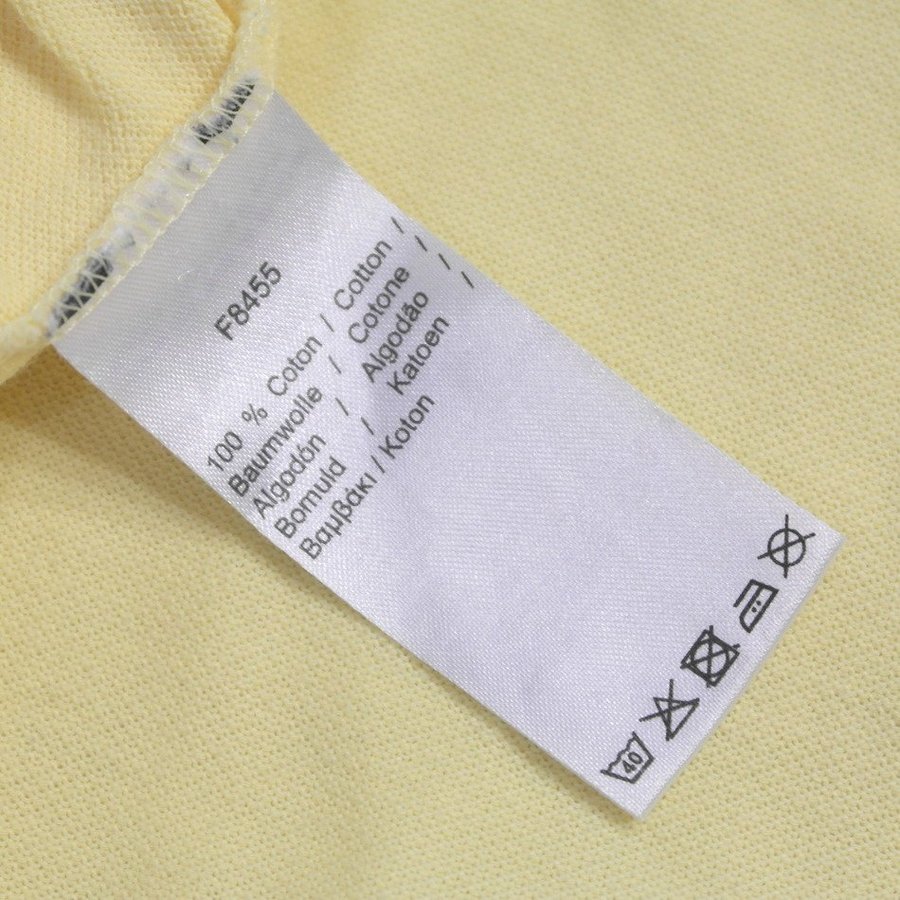 F8455
100 % Coton / Cotton /
Baumwolle / Cotone /
Algodón / Algodão /
Bomuld / Katoen /
Βαμβάκι / Koton
40